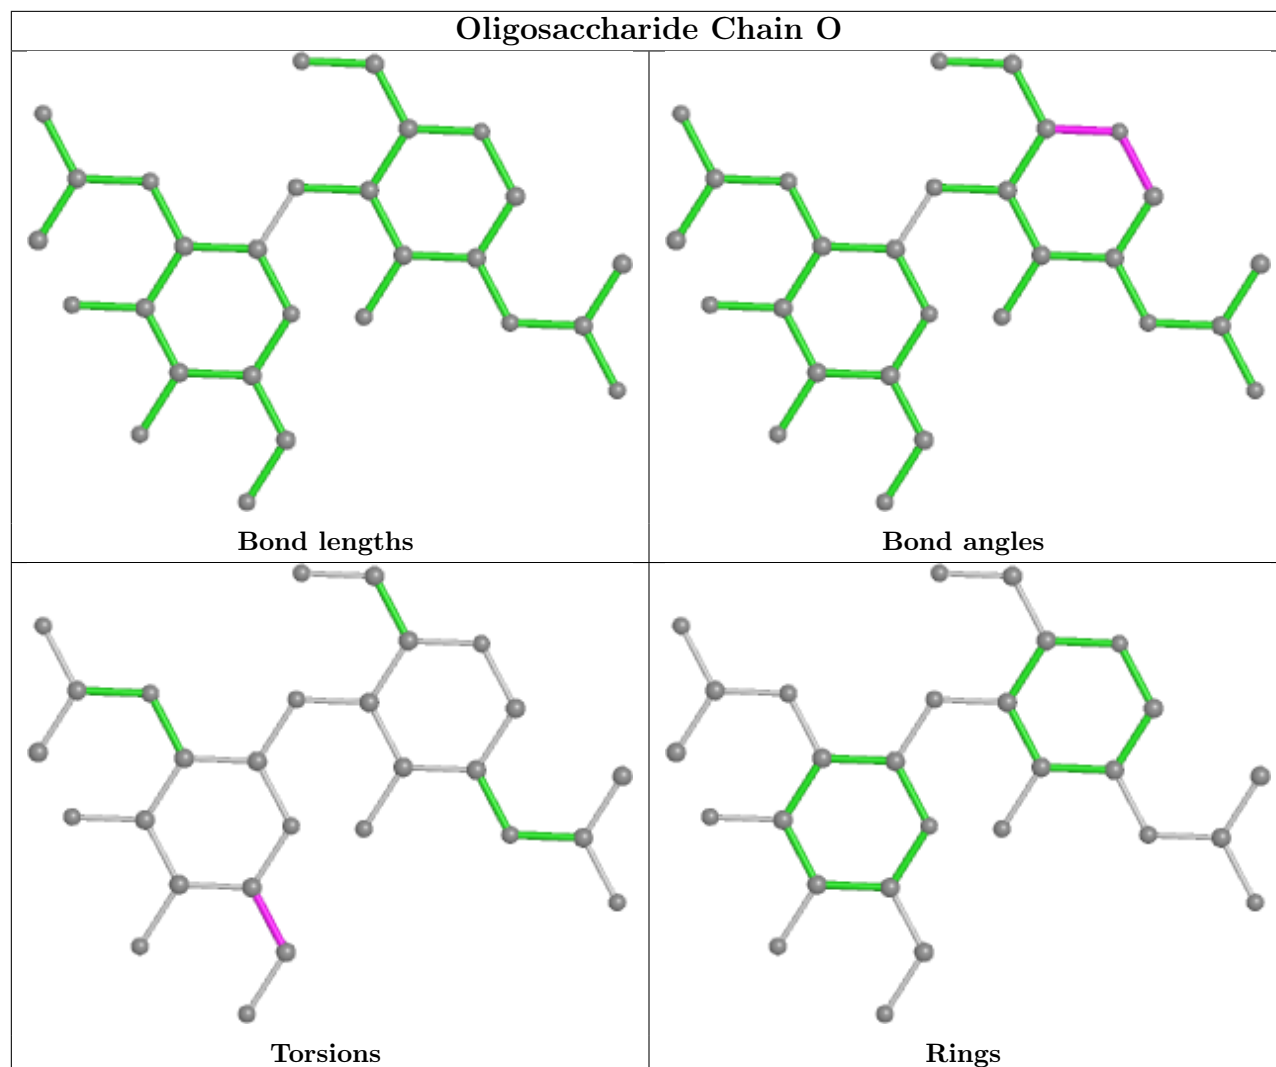 Oligosaccharide Chain O
Bond lengths
Bond angles
Torsions
Rings